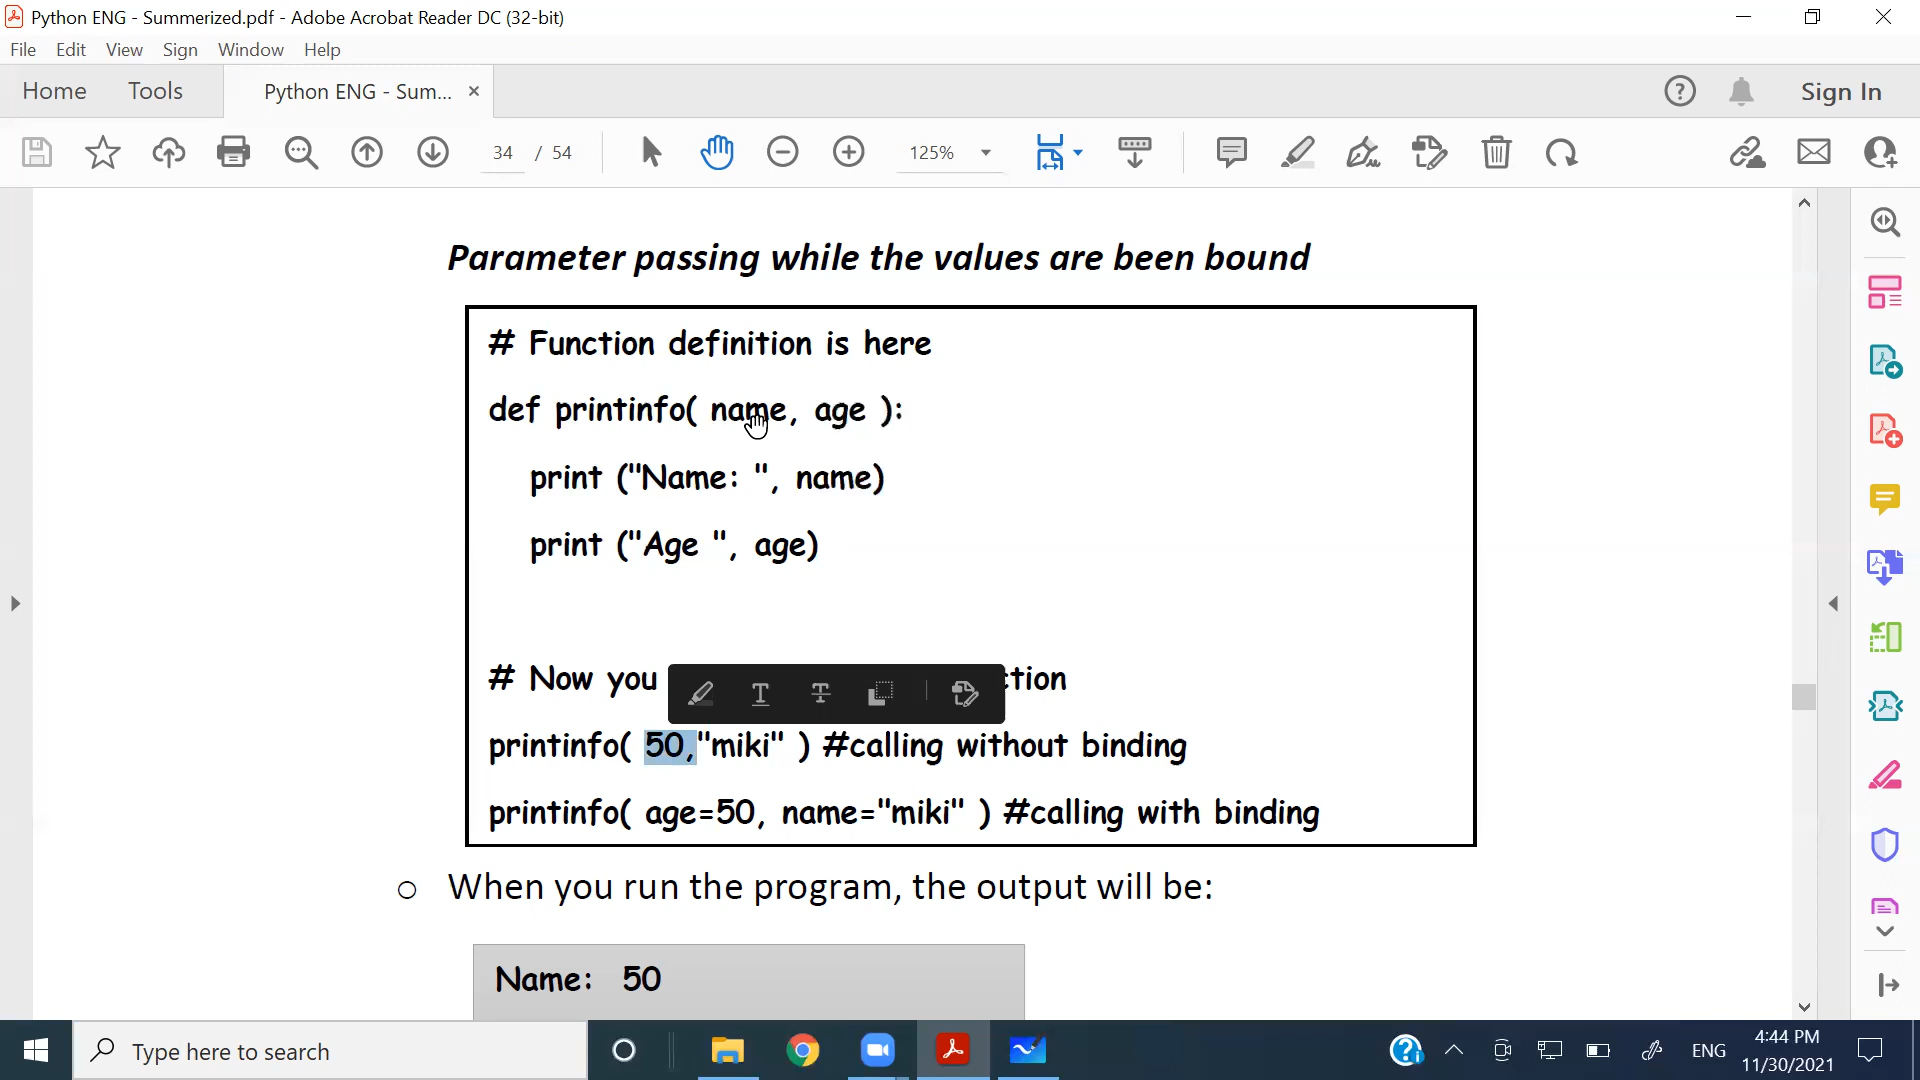 Python ENG - Summerized.pdf - Adobe Acrobat Reader DC (32-bit)
File Edit View Sign Window Help
Home Tools Python ENG - Sum... Sign In
34 / 54 125%
Parameter passing while the values are been bound
# Function definition is here
def printinfo( name, age ):
print ("Name: ", name)
print ("Age ", age)
# Now you ction
printinfo( 50,"miki" ) #calling without binding
printinfo( age=50, name="miki" ) #calling with binding
o When you run the program, the output will be:
Name: 50
Type here to search
ENG
4:44 PM
11/30/2021